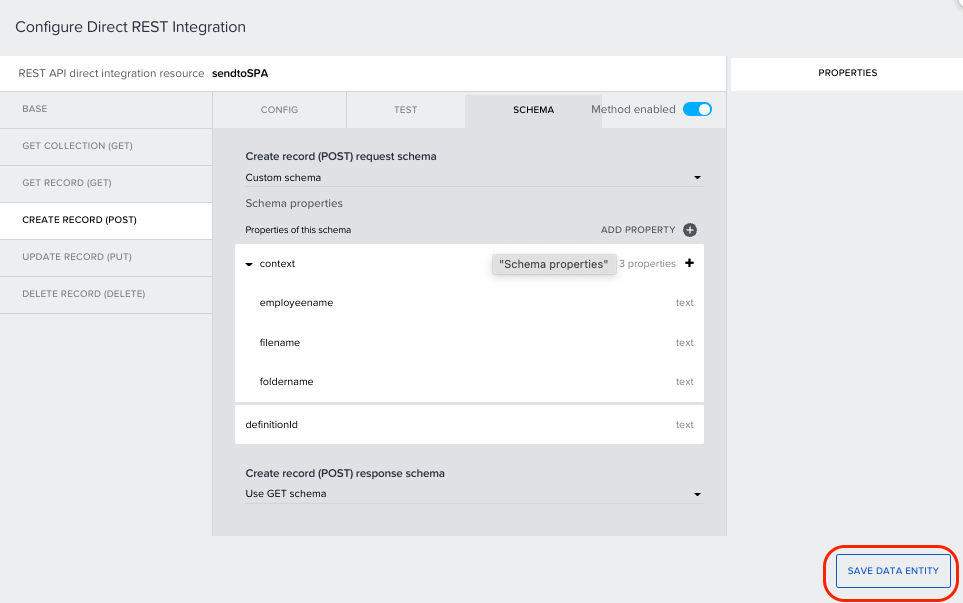 Configure Direct REST Integration
REST API direct integration resource sendtoSPA
PROPERTIES
BASE
GET COLLECTION (GET)
GET RECORD (GET)
CREATE RECORD (POST)
UPDATE RECORD (PUT)
DELETE RECORD (DELETE)
CONFIG
TEST
SCHEMA
Method enabled
Create record (POST) request schema
Custom schema
Schema properties
Properties of this schema
ADD PROPERTY
context "Schema properties" 3 properties
employeename text
filename text
foldername text
definitionId text
Create record (POST) response schema
Use GET schema
SAVE DATA ENTITY